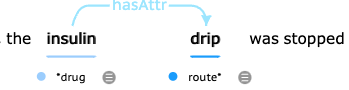 hasAttr
, the insulin drip was stopped
*drug route*